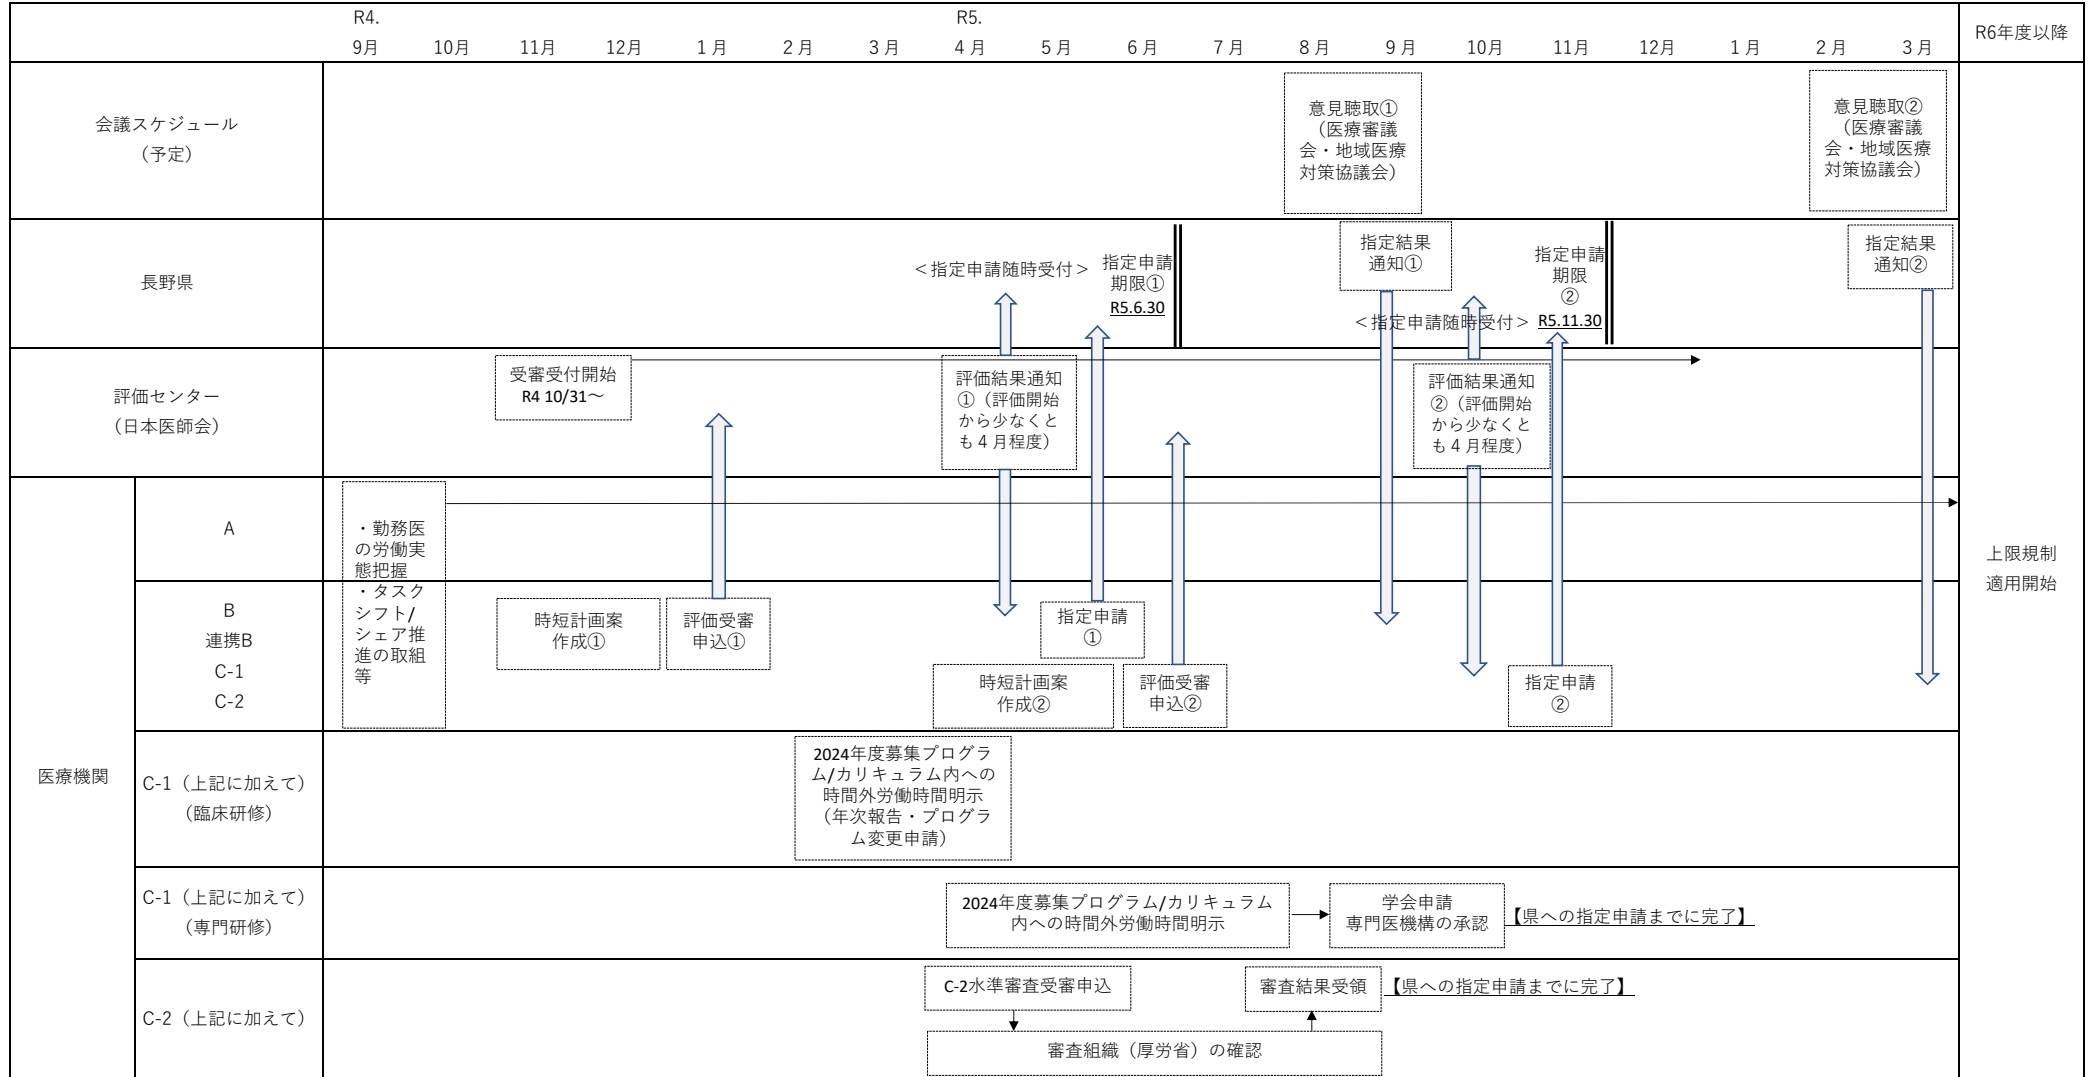 R4.
R5.
9月
10月
11月
12月
1月
2月
3月
4月
5月
6月
7月
8月
9月
10月
11月
12月
1月
2月
3月
R6年度以降
会議スケジュール
（予定）
意見聴取①
（医療審議
会・地域医療
対策協議会）
意見聴取②
（医療審議
会・地域医療
対策協議会）
長野県
＜指定申請随時受付＞
指定申請
期限①
R5.6.30
指定結果
通知①
＜指定申請随時受付＞
指定申請
期限
②
R5.11.30
指定結果
通知②
評価センター
（日本医師会）
受審受付開始
R4 10/31～
評価結果通知
①（評価開始
から少なくと
も４月程度）
評価結果通知
②（評価開始
から少なくと
も４月程度）
医療機関
A
・勤務医
の労働実
態把握
・タスク
シフト/
シェア推
進の取組
等
B
連携B
C-1
C-2
時短計画案
作成①
評価受審
申込①
指定申請
①
時短計画案
作成②
評価受審
申込②
指定申請
②
上限規制
適用開始
C-1（上記に加えて）
（臨床研修）
2024年度募集プログラ
ム/カリキュラム内への
時間外労働時間明示
（年次報告・プログラ
ム変更申請）
C-1（上記に加えて）
（専門研修）
2024年度募集プログラム/カリキュラム
内への時間外労働時間明示
学会申請
専門医機構の承認
【県への指定申請までに完了】
C-2（上記に加えて）
C-2水準審査受審申込
審査結果受領
【県への指定申請までに完了】
審査組織（厚労省）の確認